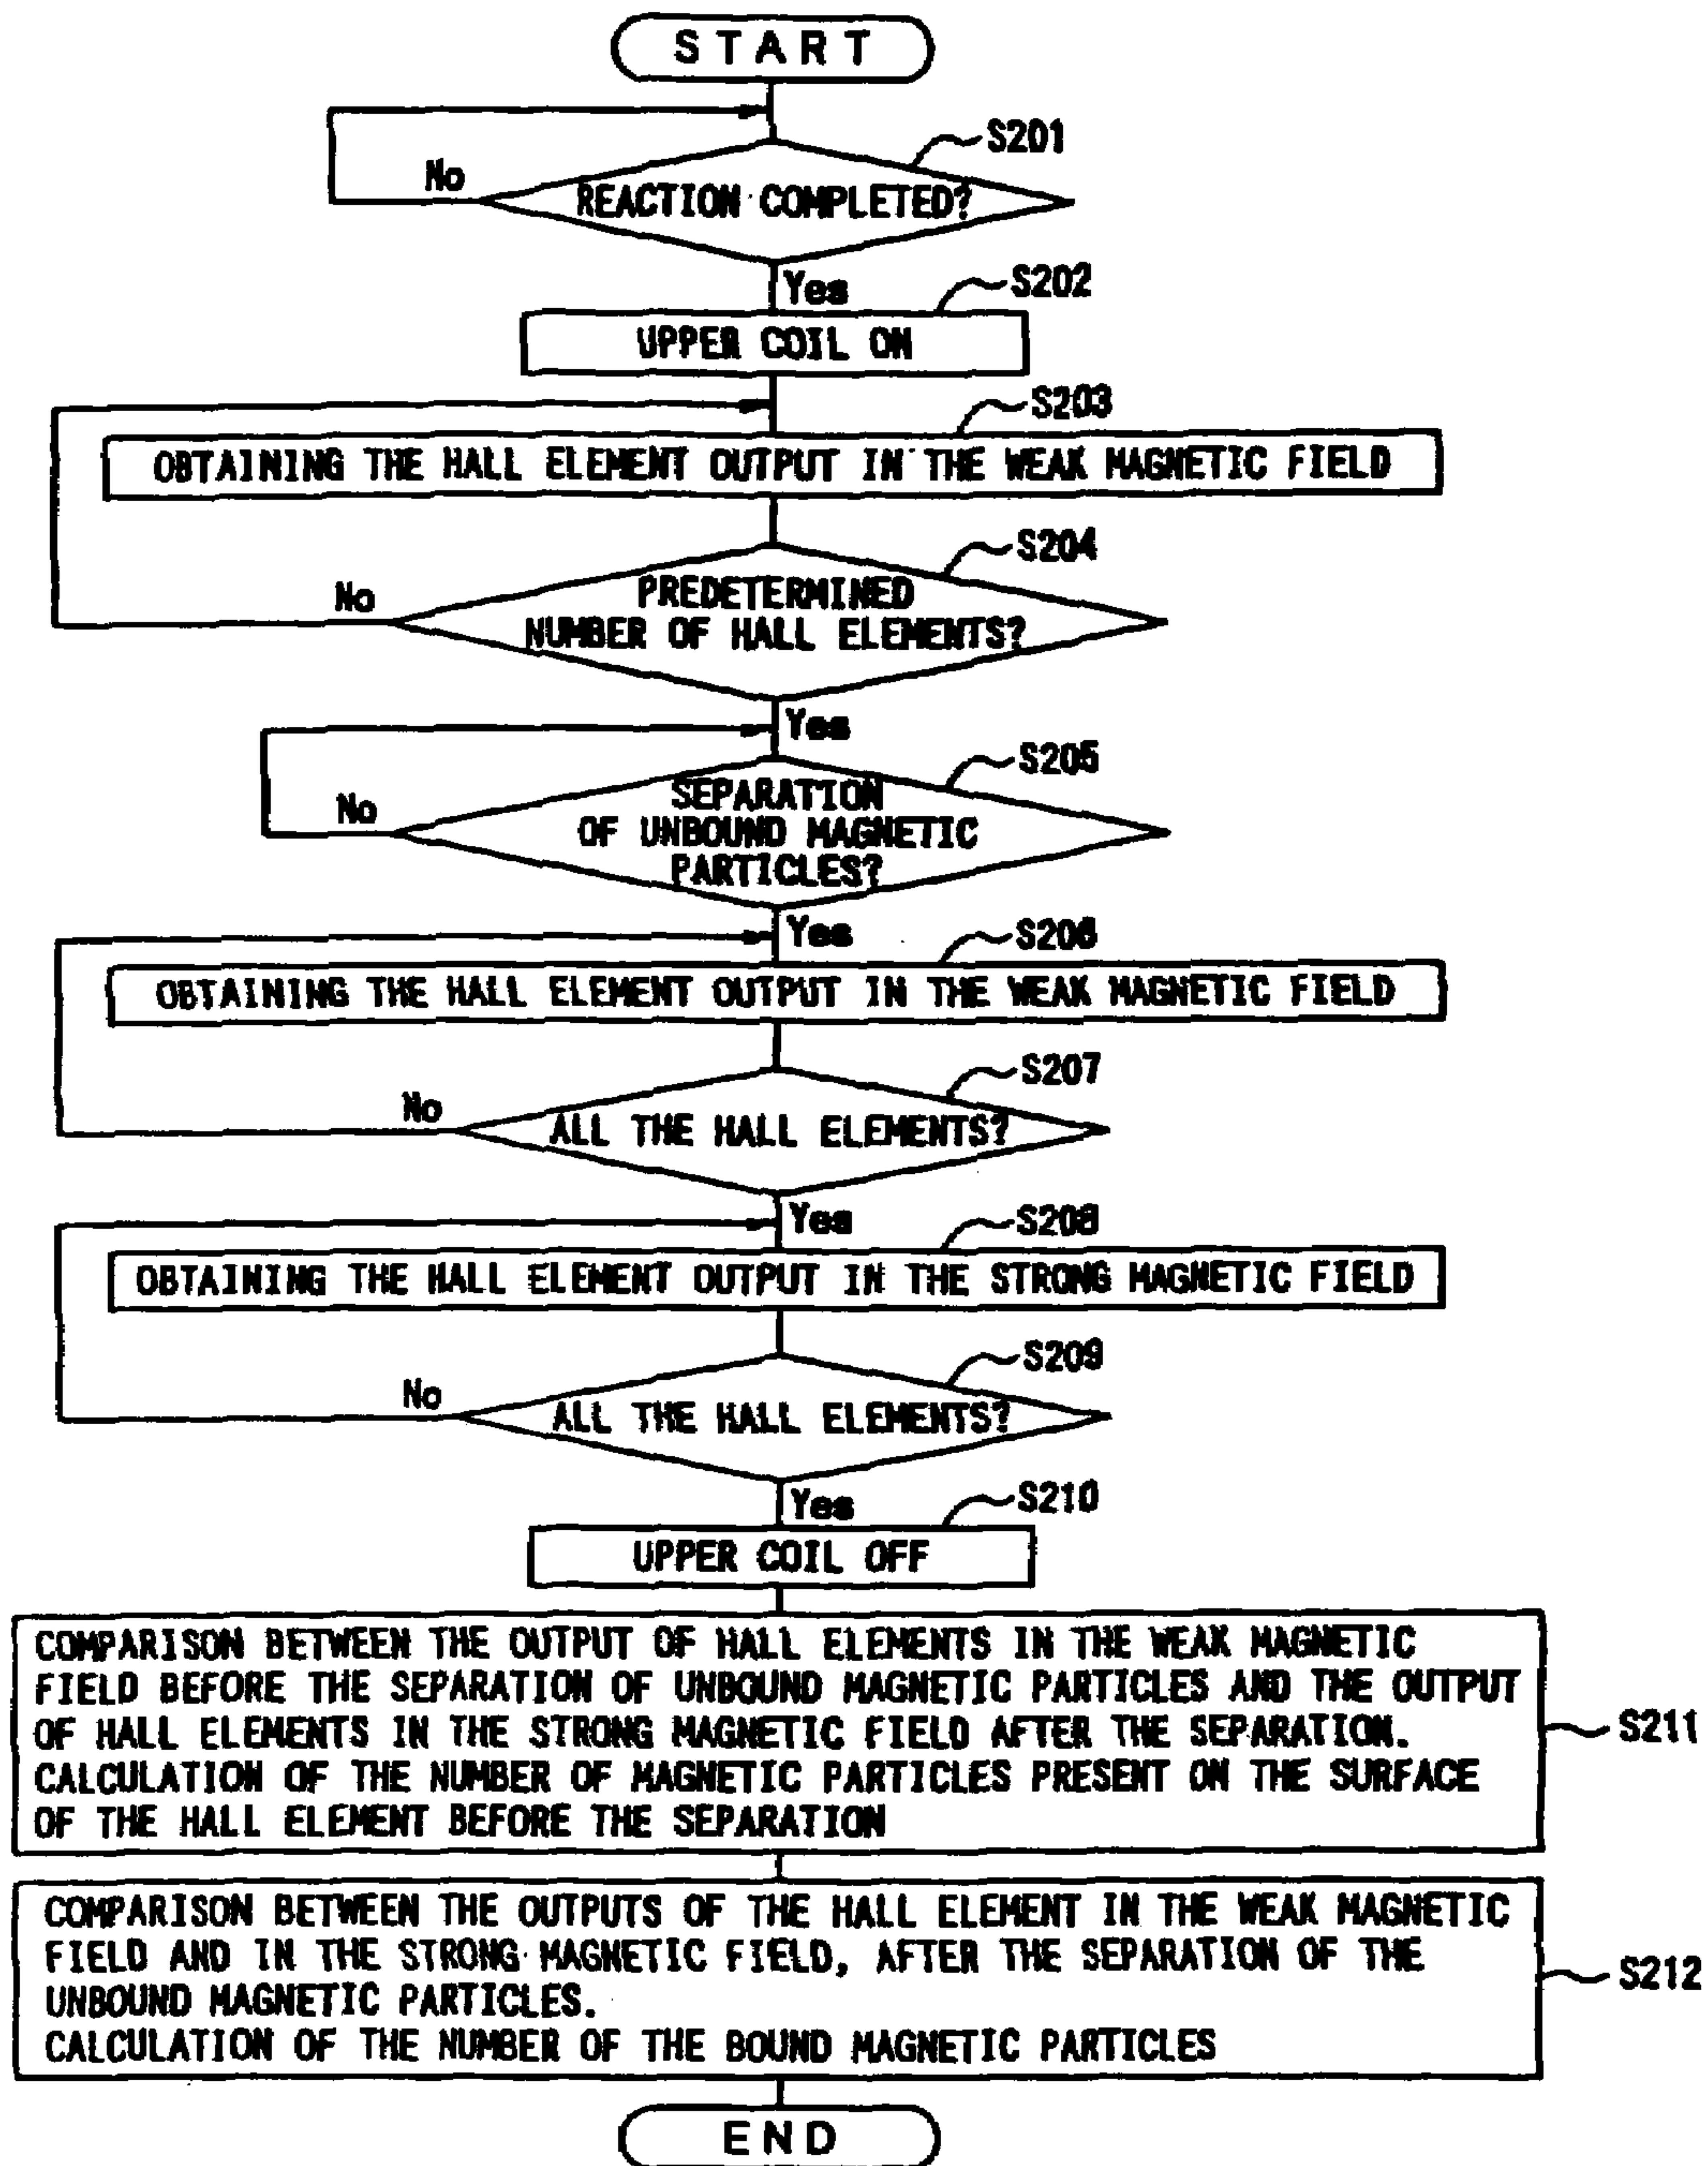 START
S201
No
REACTION COMPLETED?
Yes
S202
UPPER COIL ON
S203
OBTAINING THE HALL ELEMENT OUTPUT IN THE WEAK MAGNETIC FIELD
S204
No
PREDETERMINED
NUMBER OF HALL ELEMENTS?
Yes
S205
No
SEPARATION
OF UNBOUND MAGNETIC
PARTICLES?
Yes
S206
OBTAINING THE HALL ELEMENT OUTPUT IN THE WEAK MAGNETIC FIELD
S207
No
ALL THE HALL ELEMENTS?
Yes
S208
OBTAINING THE HALL ELEMENT OUTPUT IN THE STRONG MAGNETIC FIELD
S209
No
ALL THE HALL ELEMENTS?
Yes
S210
UPPER COIL OFF
COMPARISON BETWEEN THE OUTPUT OF HALL ELEMENTS IN THE WEAK MAGNETIC
FIELD BEFORE THE SEPARATION OF UNBOUND MAGNETIC PARTICLES AND THE OUTPUT
OF HALL ELEMENTS IN THE STRONG MAGNETIC FIELD AFTER THE SEPARATION.
CALCULATION OF THE NUMBER OF MAGNETIC PARTICLES PRESENT ON THE SURFACE
OF THE HALL ELEMENT BEFORE THE SEPARATION
S211
COMPARISON BETWEEN THE OUTPUTS OF THE HALL ELEMENT IN THE WEAK MAGNETIC
FIELD AND IN THE STRONG MAGNETIC FIELD, AFTER THE SEPARATION OF THE
UNBOUND MAGNETIC PARTICLES.
CALCULATION OF THE NUMBER OF THE BOUND MAGNETIC PARTICLES
S212
END